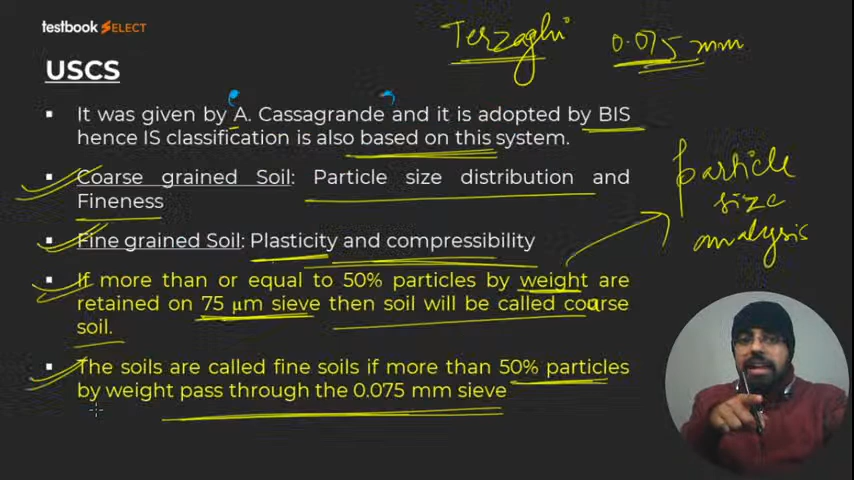 testbook SELECT
Terzaghi 0.075 mm
USCS
▪ It was given by A. Cassagrande and it is adopted by BIS
hence IS classification is also based on this system.
▪ Coarse grained Soil: Particle size distribution and
Fineness
▪ Fine grained Soil: Plasticity and compressibility
▪ If more than or equal to 50% particles by weight are
retained on 75 μm sieve then soil will be called coarse
soil.
▪ The soils are called fine soils if more than 50% particles
by weight pass through the 0.075 mm sieve
particle
size
analysis